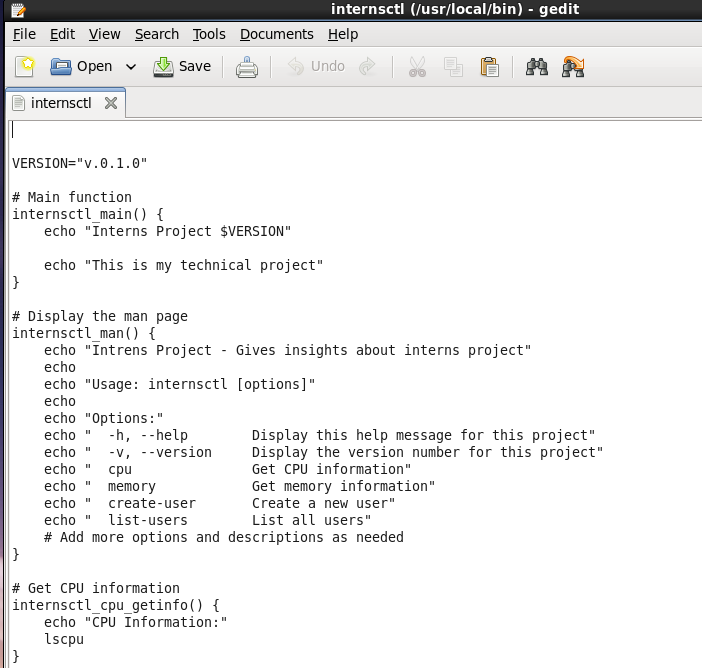 internsctl (/usr/local/bin) - gedit
File Edit View Search Tools Documents Help
Open Save Undo
internsctl
VERSION="v.0.1.0"
# Main function
internsctl_main() {
    echo "Interns Project $VERSION"
    echo "This is my technical project"
}
# Display the man page
internsctl_man() {
    echo "Intrens Project - Gives insights about interns project"
    echo
    echo "Usage: internsctl [options]"
    echo
    echo "Options:"
    echo "  -h, --help        Display this help message for this project"
    echo "  -v, --version     Display the version number for this project"
    echo "  cpu               Get CPU information"
    echo "  memory            Get memory information"
    echo "  create-user       Create a new user"
    echo "  list-users        List all users"
    # Add more options and descriptions as needed
}
# Get CPU information
internsctl_cpu_getinfo() {
    echo "CPU Information:"
    lscpu
}